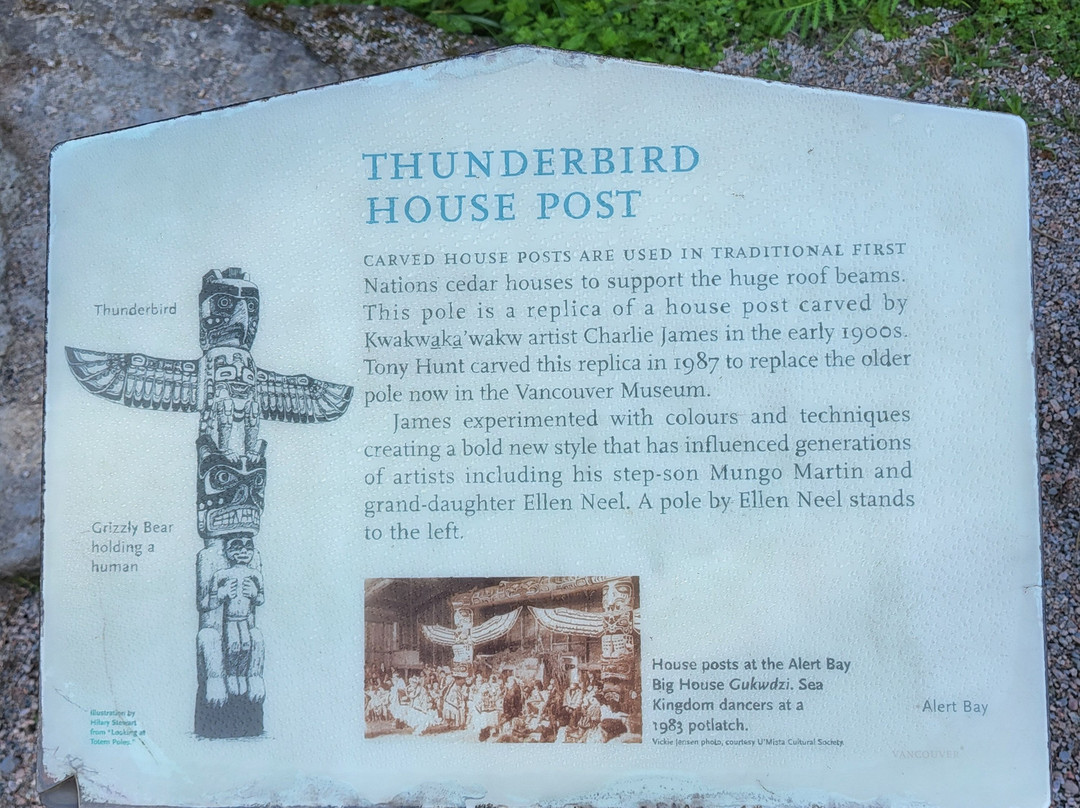 THUNDERBIRD
HOUSE POST
CARVED HOUSE POSTS ARE USED IN TRADITIONAL FIRST
Nations cedar houses to support the huge roof beams.
This pole is a replica of a house post carved by
Kwakwa̲ka̲'wakw artist Charlie James in the early 1900s.
Tony Hunt carved this replica in 1987 to replace the older
pole now in the Vancouver Museum.
James experimented with colours and techniques
creating a bold new style that has influenced generations
of artists including his step-son Mungo Martin and
grand-daughter Ellen Neel. A pole by Ellen Neel stands
to the left.
Thunderbird
Grizzly Bear
holding a
human
Illustration by
Hilary Stewart
from "Looking at
Totem Poles."
House posts at the Alert Bay
Big House Gukwdzi. Sea
Kingdom dancers at a
1983 potlatch.
Vickie Jensen photo, courtesy U'Mista Cultural Society.
Alert Bay
VANCOUVER